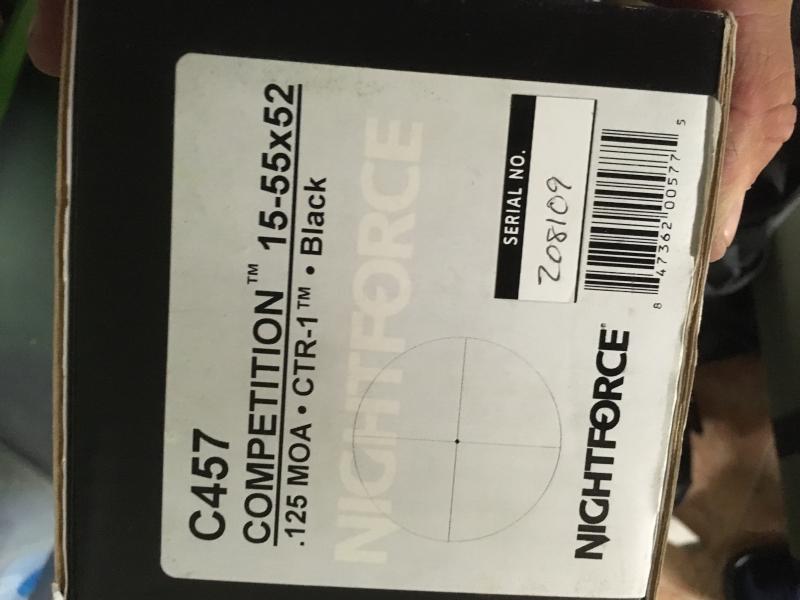 C457
COMPETITION™ 15-55x52
.125 MOA • CTR-1™ • Black
NIGHTFORCE
SERIAL NO.
208109
NIGHTFORCE®
8 47362 00577 5